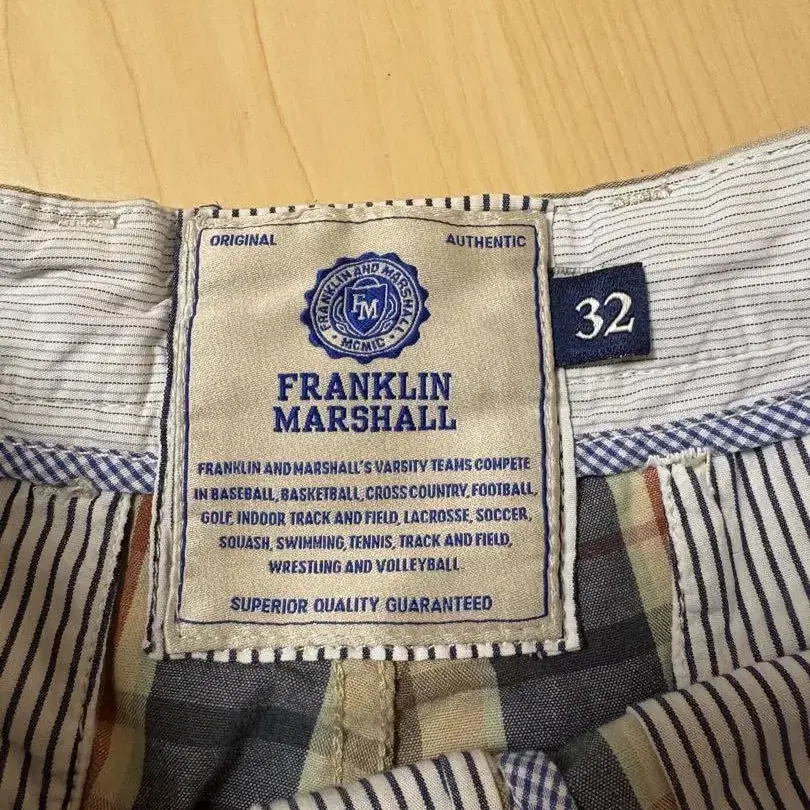 ORIGINAL AUTHENTIC
FRANKLIN AND MARSHALL
FM
MCMIC
FRANKLIN
MARSHALL
FRANKLIN AND MARSHALL'S VARSITY TEAMS COMPETE
IN BASEBALL, BASKETBALL, CROSS COUNTRY, FOOTBALL,
GOLF, INDOOR TRACK AND FIELD, LACROSSE, SOCCER,
SQUASH, SWIMMING, TENNIS, TRACK AND FIELD,
WRESTLING AND VOLLEYBALL
SUPERIOR QUALITY GUARANTEED
32